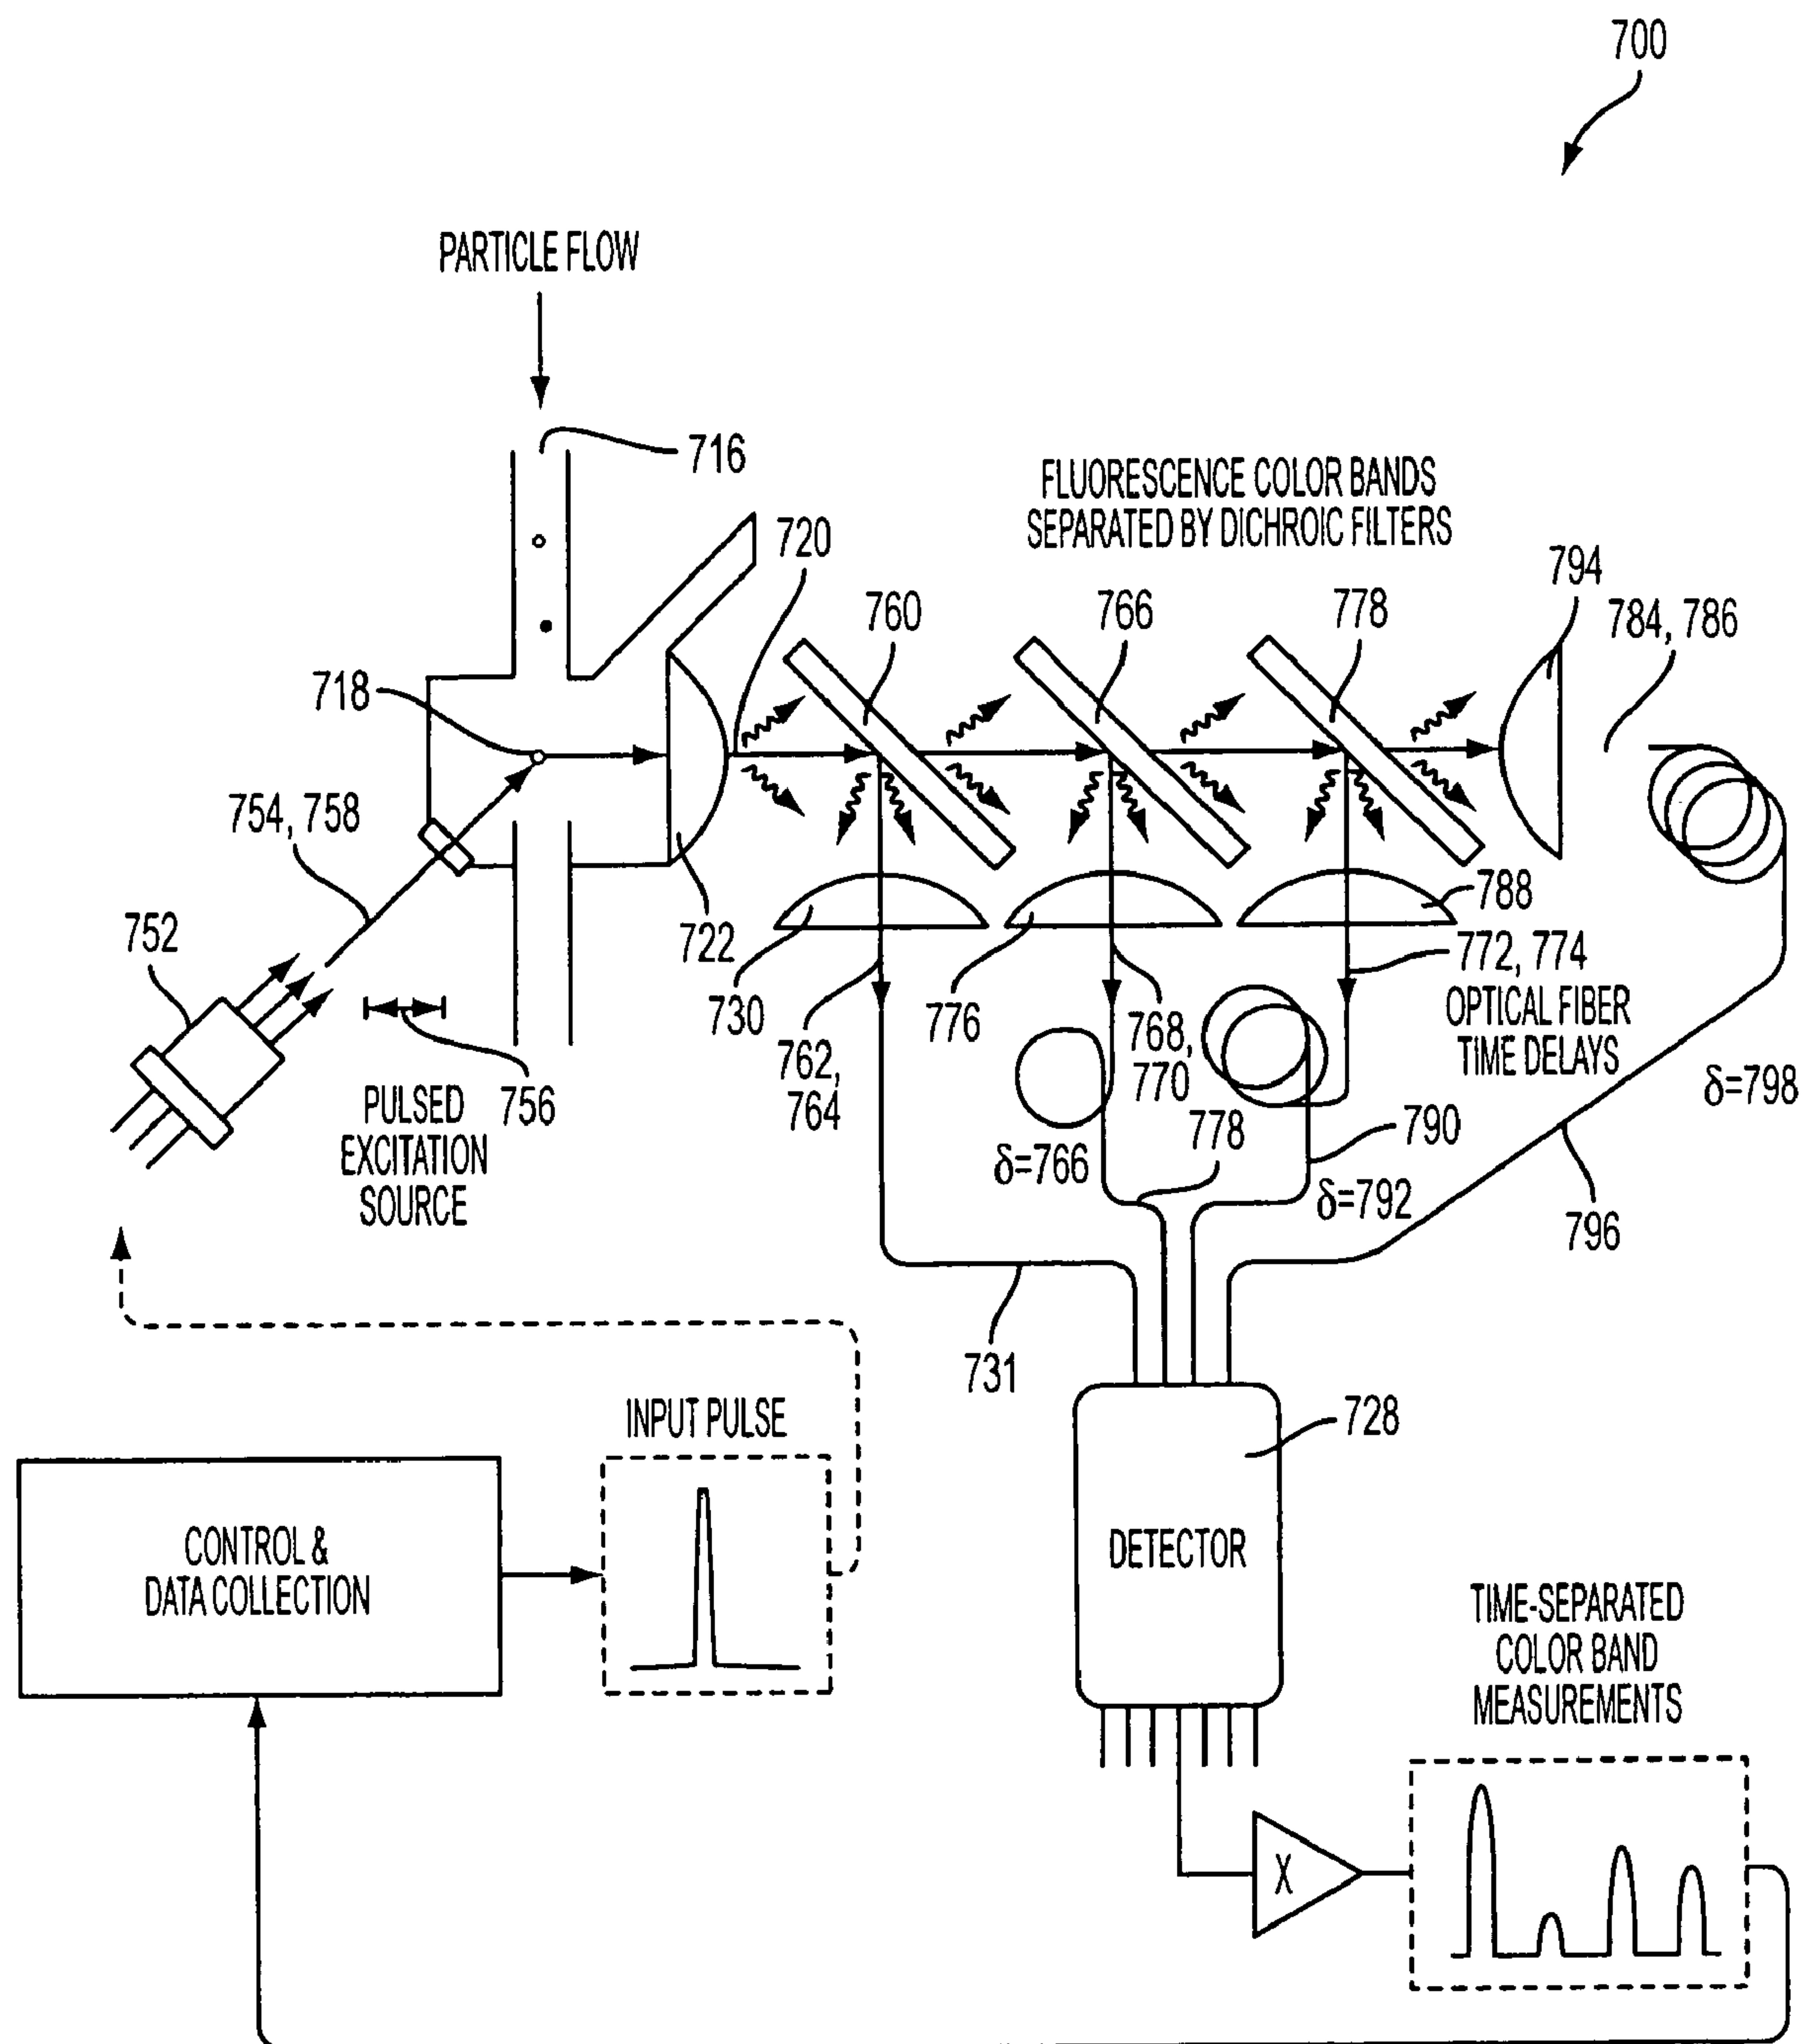 700
PARTICLE FLOW
716
FLUORESCENCE COLOR BANDS
SEPARATED BY DICHROIC FILTERS
720
794
760
766
778
784, 786
718
754, 758
722
788
752
730
776
772, 774
762,
764
768,
770
OPTICAL FIBER
TIME DELAYS
756
PULSED
EXCITATION
SOURCE
δ=798
778
790
δ=766
δ=792
796
731
INPUT PULSE
728
CONTROL &
DATA COLLECTION
DETECTOR
TIME-SEPARATED
COLOR BAND
MEASUREMENTS
X